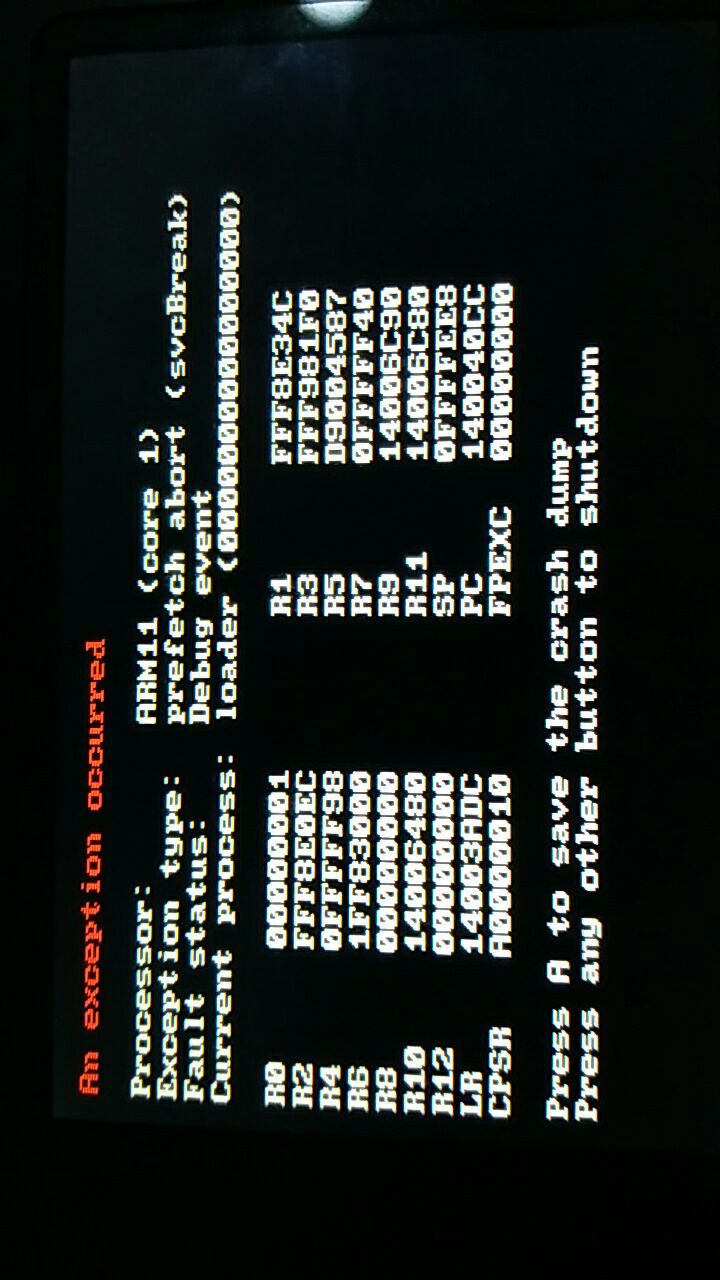 An exception occurred
Processor: ARM11 (core 1)
Exception type: prefetch abort (svcBreak)
Fault status: Debug event
Current process: loader (0000000000000000)
R0 00000001 R1 FFF8E34C
R2 FFF8E0EC R3 FFF981F0
R4 0FFFFF98 R5 D9004587
R6 1FF83000 R7 0FFFFF40
R8 00000000 R9 14006C90
R10 14006480 R11 14006C80
R12 00000000 SP 0FFFFEE8
LR 14003ADC PC 140040CC
CPSR A0000010 FPEXC 00000000
Press A to save the crash dump
Press any other button to shutdown